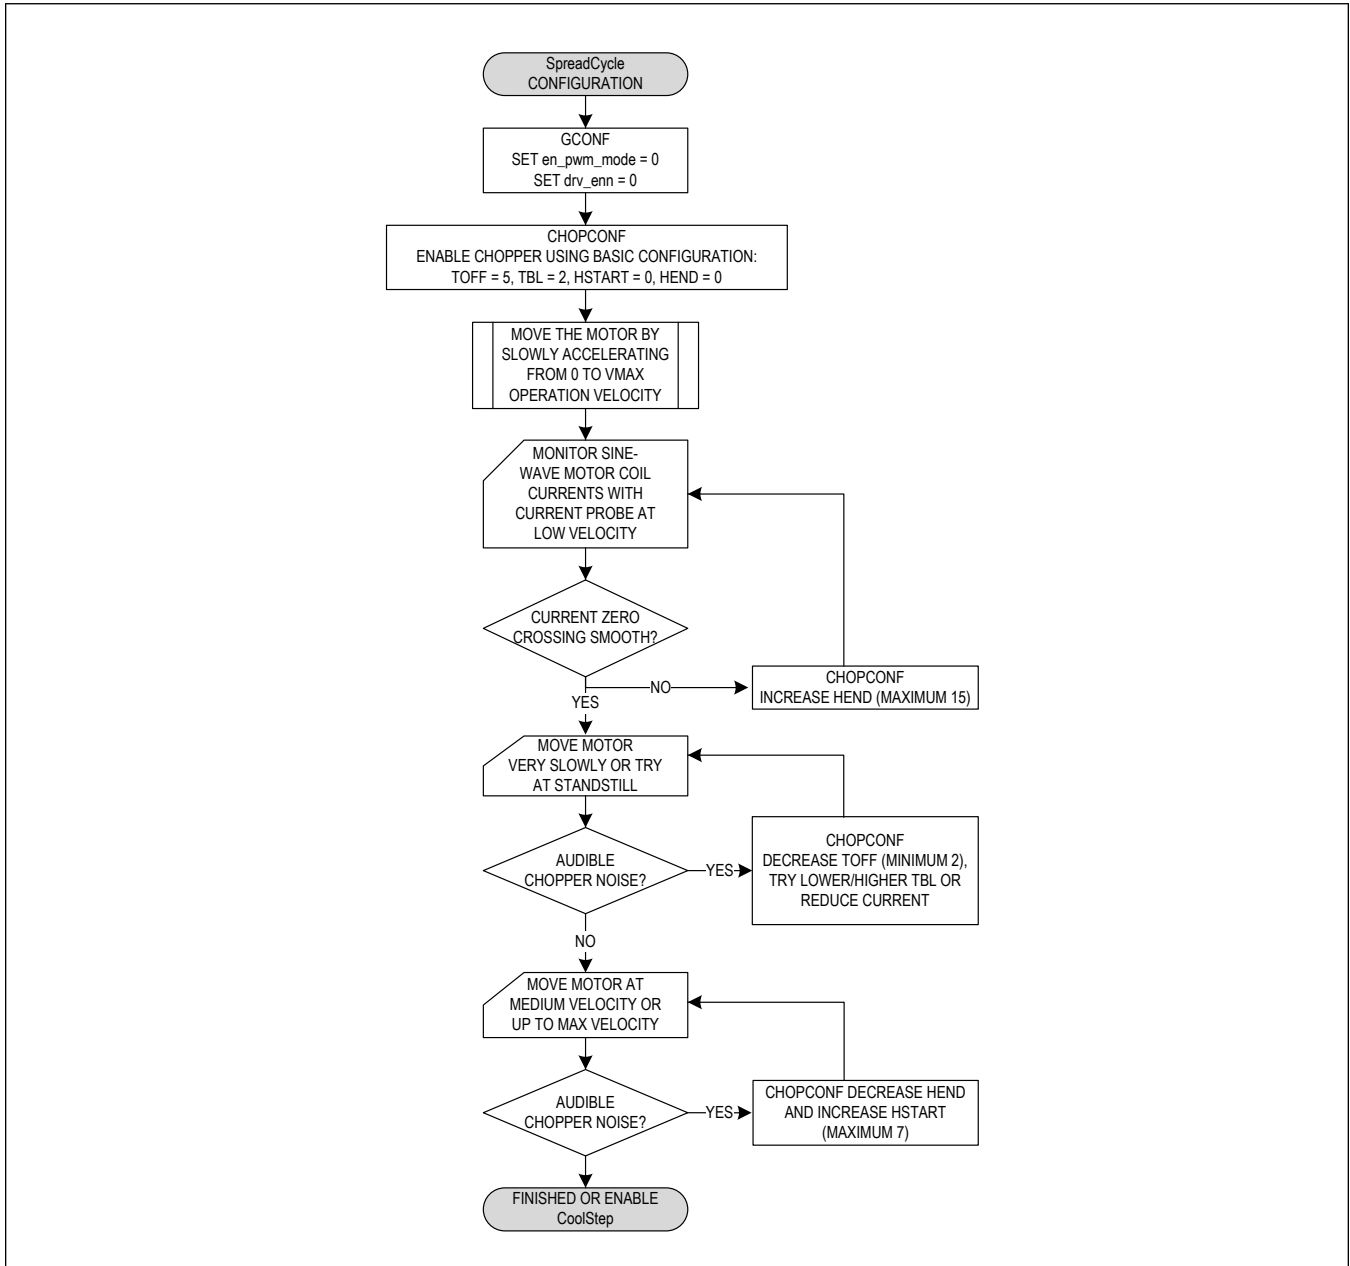 SpreadCycle
CONFIGURATION
GCONF
SET en_pwm_mode = 0
SET drv_enn = 0
CHOPCONF
ENABLE CHOPPER USING BASIC CONFIGURATION:
TOFF = 5, TBL = 2, HSTART = 0, HEND = 0
MOVE THE MOTOR BY
SLOWLY ACCELERATING
FROM 0 TO VMAX
OPERATION VELOCITY
MONITOR SINE-
WAVE MOTOR COIL
CURRENTS WITH
CURRENT PROBE AT
LOW VELOCITY
CURRENT ZERO
CROSSING SMOOTH?
NO
CHOPCONF
INCREASE HEND (MAXIMUM 15)
YES
MOVE MOTOR
VERY SLOWLY OR TRY
AT STANDSTILL
AUDIBLE
CHOPPER NOISE?
YES
CHOPCONF
DECREASE TOFF (MINIMUM 2),
TRY LOWER/HIGHER TBL OR
REDUCE CURRENT
NO
MOVE MOTOR AT
MEDIUM VELOCITY OR
UP TO MAX VELOCITY
AUDIBLE
CHOPPER NOISE?
YES
CHOPCONF DECREASE HEND
AND INCREASE HSTART
(MAXIMUM 7)
FINISHED OR ENABLE
CoolStep